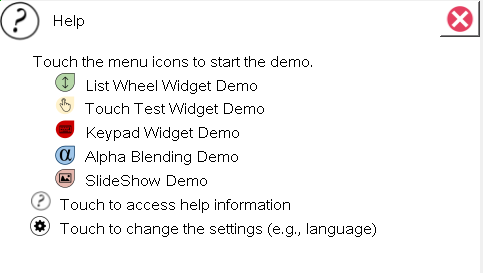 Help
Touch the menu icons to start the demo.
List Wheel Widget Demo
Touch Test Widget Demo
Keypad Widget Demo
α Alpha Blending Demo
SlideShow Demo
? Touch to access help information
Touch to change the settings (e.g., language)